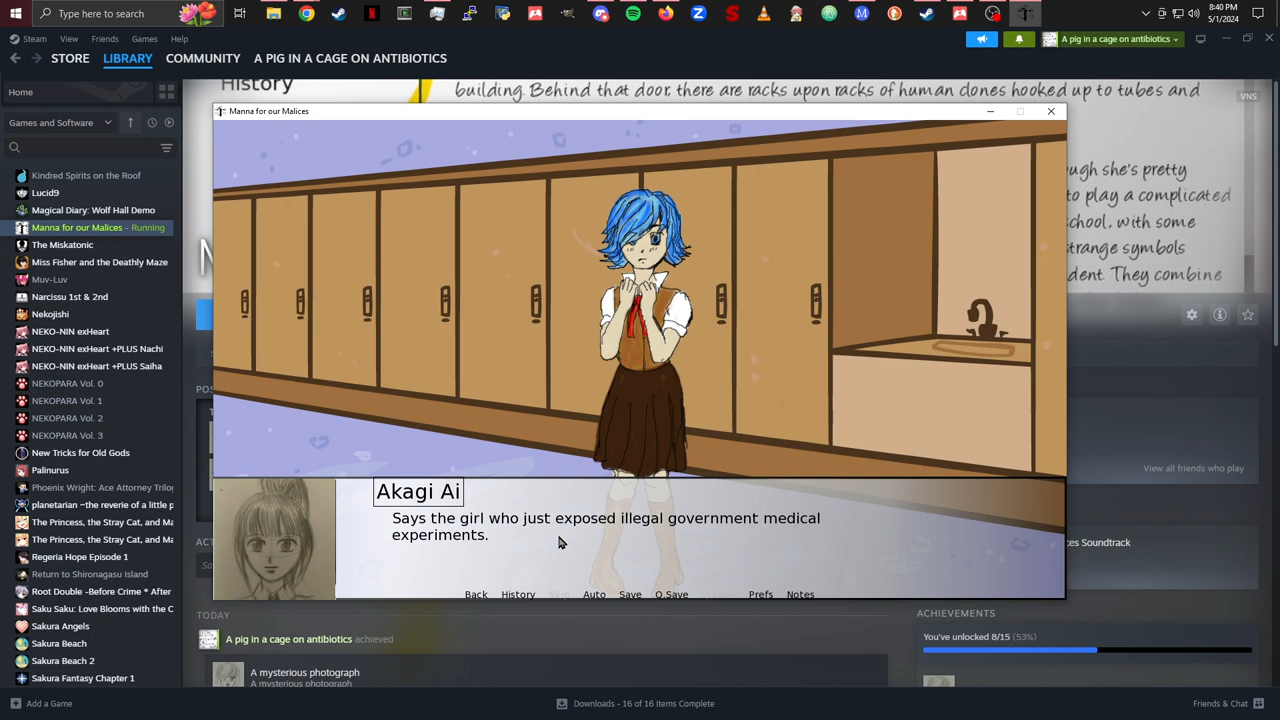 8:40 PM
5/1/2024
Steam View Friends Games Help
A pig in a cage on antibiotics
STORE LIBRARY COMMUNITY A PIG IN A CAGE ON ANTIBIOTICS
Home
History
building. Behind that door, there are racks upon racks of human clones hooked up to tubes and
VNS
Manna for our Malices
Games and Software
ugh she's pretty
to play a complicated
school, with some
strange symbols
dent. They combine
Kindred Spirits on the Roof
Lucid9
Magical Diary: Wolf Hall Demo
Manna for our Malices - Running
The Miskatonic
Miss Fisher and the Deathly Maze
Muv-Luv
Narcissu 1st & 2nd
Nekojishi
NEKO-NIN exHeart
NEKO-NIN exHeart +PLUS Nachi
NEKO-NIN exHeart +PLUS Saiha
NEKOPARA Vol. 0
NEKOPARA Vol. 1
NEKOPARA Vol. 2
NEKOPARA Vol. 3
New Tricks for Old Gods
Palinurus
Phoenix Wright: Ace Attorney Trilog
planetarian ~the reverie of a little p
The Princess, the Stray Cat, and Ma
The Princess, the Stray Cat, and Ma
Regeria Hope Episode 1
Return to Shironagasu Island
Root Double -Before Crime * After
Saku Saku: Love Blooms with the C
Sakura Angels
Sakura Beach
Sakura Beach 2
Sakura Fantasy Chapter 1
View all friends who play
Akagi Ai
Says the girl who just exposed illegal government medical
experiments.
ces Soundtrack
Back History Skip Auto Save Q.Save Prefs Notes
TODAY
A pig in a cage on antibiotics achieved
A mysterious photograph
A mysterious photograph
ACHIEVEMENTS
You've unlocked 8/15 (53%)
Add a Game
Downloads - 16 of 16 Items Complete
Friends & Chat